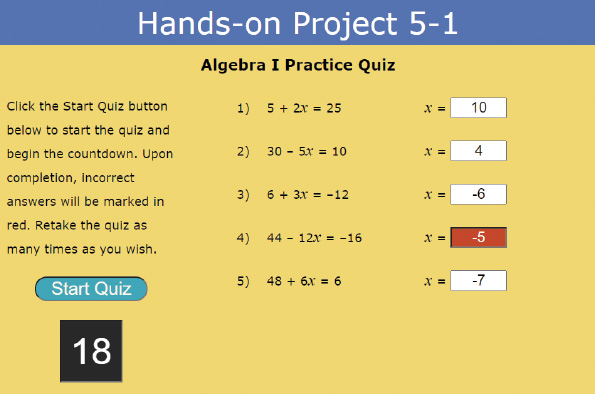 Hands-on Project 5-1
Algebra I Practice Quiz
Click the Start Quiz button
below to start the quiz and
begin the countdown. Upon
completion, incorrect
answers will be marked in
red. Retake the quiz as
many times as you wish.
Start Quiz
18
1) 5 + 2x = 25 x = 10
2) 30 – 5x = 10 x = 4
3) 6 + 3x = –12 x = -6
4) 44 – 12x = –16 x = -5
5) 48 + 6x = 6 x = -7